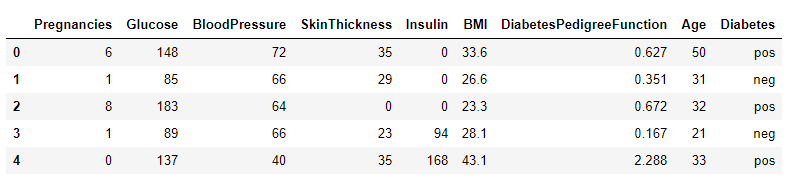 Pregnancies Glucose BloodPressure SkinThickness Insulin BMI DiabetesPedigreeFunction Age Diabetes
0 6 148 72 35 0 33.6 0.627 50 pos
1 1 85 66 29 0 26.6 0.351 31 neg
2 8 183 64 0 0 23.3 0.672 32 pos
3 1 89 66 23 94 28.1 0.167 21 neg
4 0 137 40 35 168 43.1 2.288 33 pos